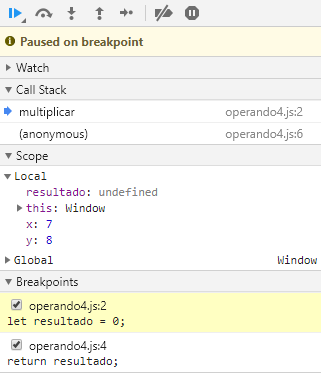 Paused on breakpoint
Watch
Call Stack
multiplicar operando4.js:2
(anonymous) operando4.js:6
Scope
Local
resultado: undefined
this: Window
x: 7
y: 8
Global Window
Breakpoints
operando4.js:2
let resultado = 0;
operando4.js:4
return resultado;